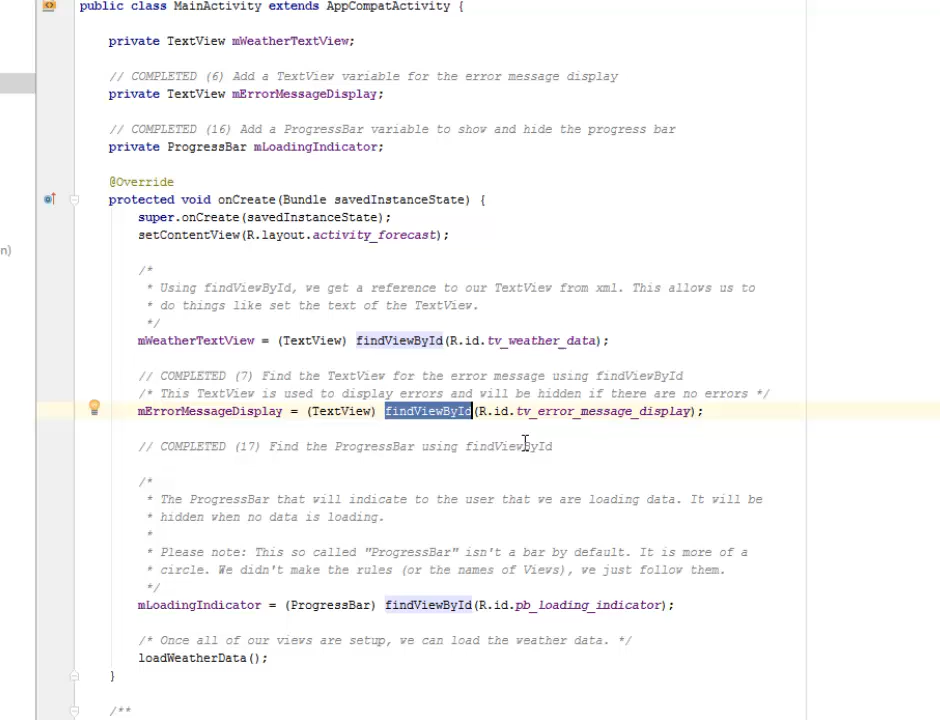 public class MainActivity extends AppCompatActivity {
private TextView mWeatherTextView;
// COMPLETED (6) Add a TextView variable for the error message display
private TextView mErrorMessageDisplay;
// COMPLETED (16) Add a ProgressBar variable to show and hide the progress bar
private ProgressBar mLoadingIndicator;
@Override
protected void onCreate(Bundle savedInstanceState) {
super.onCreate(savedInstanceState);
setContentView(R.layout.activity_forecast);
/*
* Using findViewById, we get a reference to our TextView from xml. This allows us to
* do things like set the text of the TextView.
*/
mWeatherTextView = (TextView) findViewById(R.id.tv_weather_data);
// COMPLETED (7) Find the TextView for the error message using findViewById
/* This TextView is used to display errors and will be hidden if there are no errors */
mErrorMessageDisplay = (TextView) findViewById(R.id.tv_error_message_display);
n)
// COMPLETED (17) Find the ProgressBar using findViewById
/*
* The ProgressBar that will indicate to the user that we are loading data. It will be
* hidden when no data is loading.
*
* Please note: This so called "ProgressBar" isn't a bar by default. It is more of a
* circle. We didn't make the rules (or the names of Views), we just follow them.
*/
mLoadingIndicator = (ProgressBar) findViewById(R.id.pb_loading_indicator);
/* Once all of our views are setup, we can load the weather data. */
loadWeatherData();
}
/**